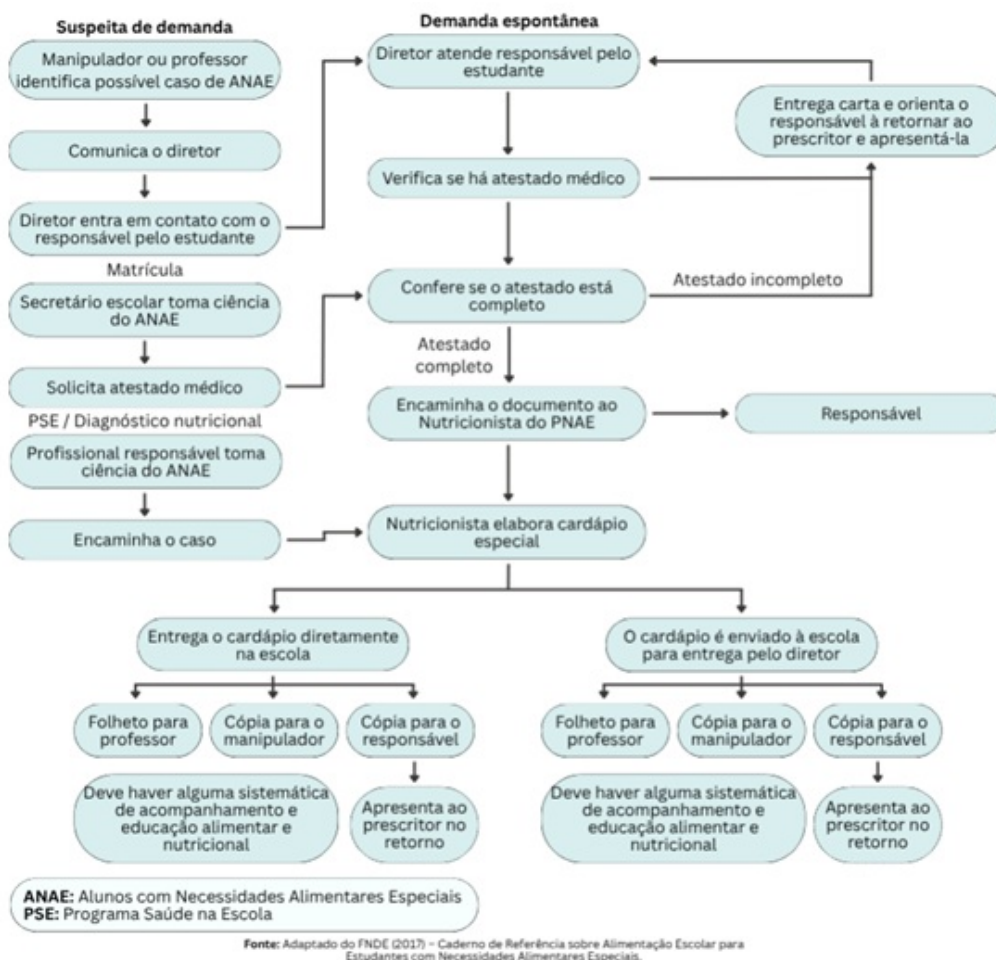 Suspeita de demanda
Manipulador ou professor
identifica possível caso de ANAE
Comunica o diretor
Diretor entra em contato com o
responsável pelo estudante
Matrícula
Secretário escolar toma ciência
do ANAE
Solicita atestado médico
PSE / Diagnóstico nutricional
Profissional responsável toma
ciência do ANAE
Encaminha o caso
Demanda espontânea
Diretor atende responsável pelo
estudante
Verifica se há atestado médico
Confere se o atestado está
completo
Atestado
completo
Encaminha o documento ao
Nutricionista do PNAE
Nutricionista elabora cardápio
especial
Entrega carta e orienta o
responsável à retornar ao
prescritor e apresentá-la
Atestado incompleto
Responsável
Entrega o cardápio diretamente
na escola
Folheto para
professor
Cópia para o
manipulador
Cópia para o
responsável
Deve haver alguma sistemática
de acompanhamento e
educação alimentar e
nutricional
Apresenta ao
prescritor no
retorno
O cardápio é enviado à escola
para entrega pelo diretor
Folheto para
professor
Cópia para o
manipulador
Cópia para o
responsável
Deve haver alguma sistemática
de acompanhamento e
educação alimentar e
nutricional
Apresenta ao
prescritor no
retorno
ANAE: Alunos com Necessidades Alimentares Especiais
PSE: Programa Saúde na Escola
Fonte: Adaptado do FNDE (2017) – Caderno de Referência sobre Alimentação Escolar para
Estudantes com Necessidades Alimentares Especiais.